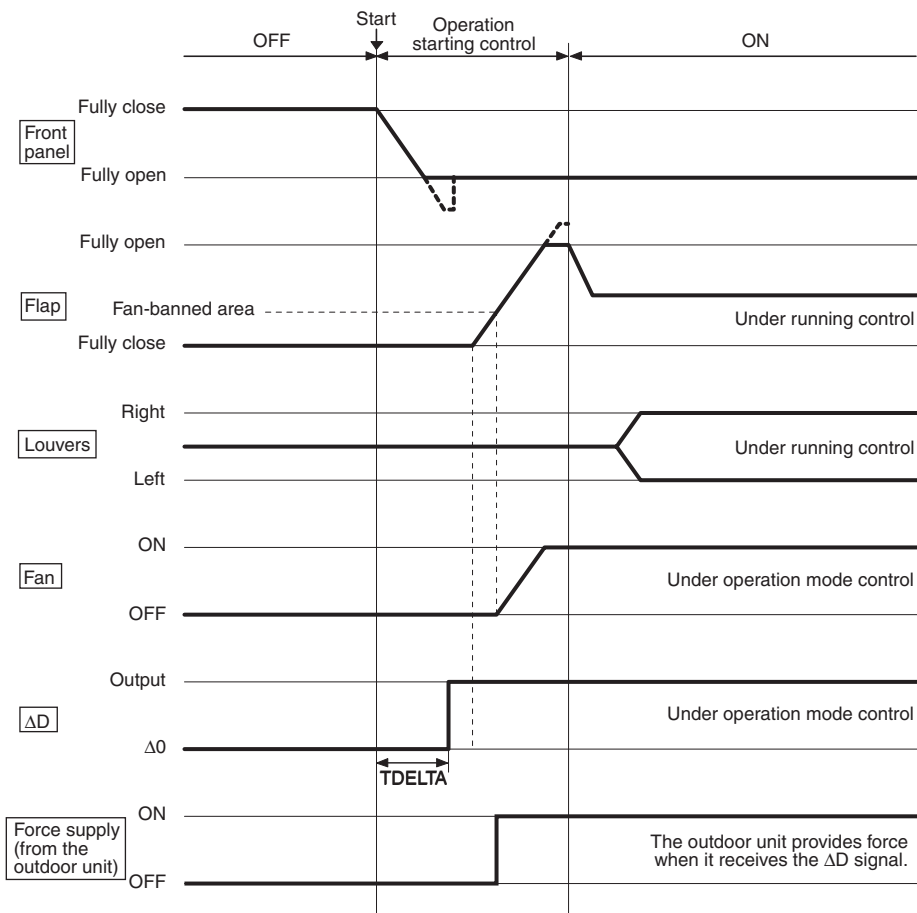 Start
OFF
Operation
starting control
ON
Fully close
Front
panel
Fully open
Fully open
Flap
Fan-banned area
Under running control
Fully close
Right
Louvers
Under running control
Left
ON
Fan
Under operation mode control
OFF
Output
ΔD
Under operation mode control
Δ0
TDELTA
ON
Force supply
(from the
outdoor unit)
The outdoor unit provides force
when it receives the ΔD signal.
OFF